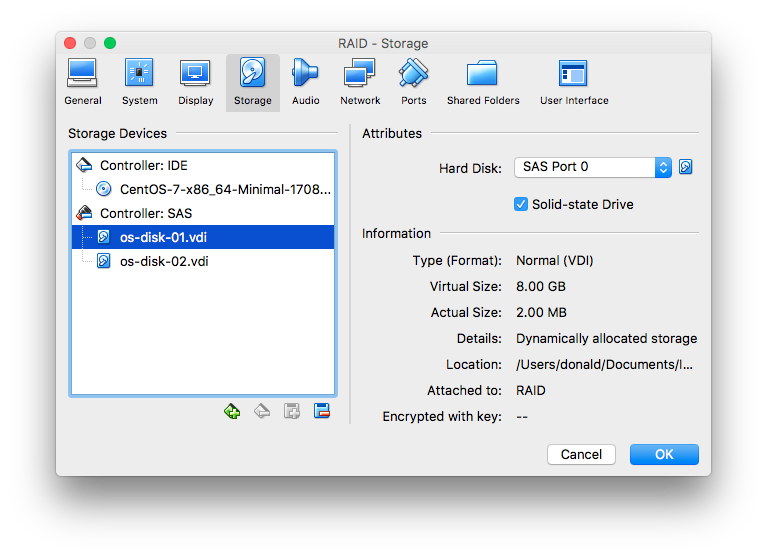 RAID - Storage
General System Display Storage Audio Network Ports Shared Folders User Interface
Storage Devices
Controller: IDE
CentOS-7-x86_64-Minimal-1708...
Controller: SAS
os-disk-01.vdi
os-disk-02.vdi
Attributes
Hard Disk: SAS Port 0
Solid-state Drive
Information
Type (Format): Normal (VDI)
Virtual Size: 8.00 GB
Actual Size: 2.00 MB
Details: Dynamically allocated storage
Location: /Users/donald/Documents/I...
Attached to: RAID
Encrypted with key: --
Cancel OK